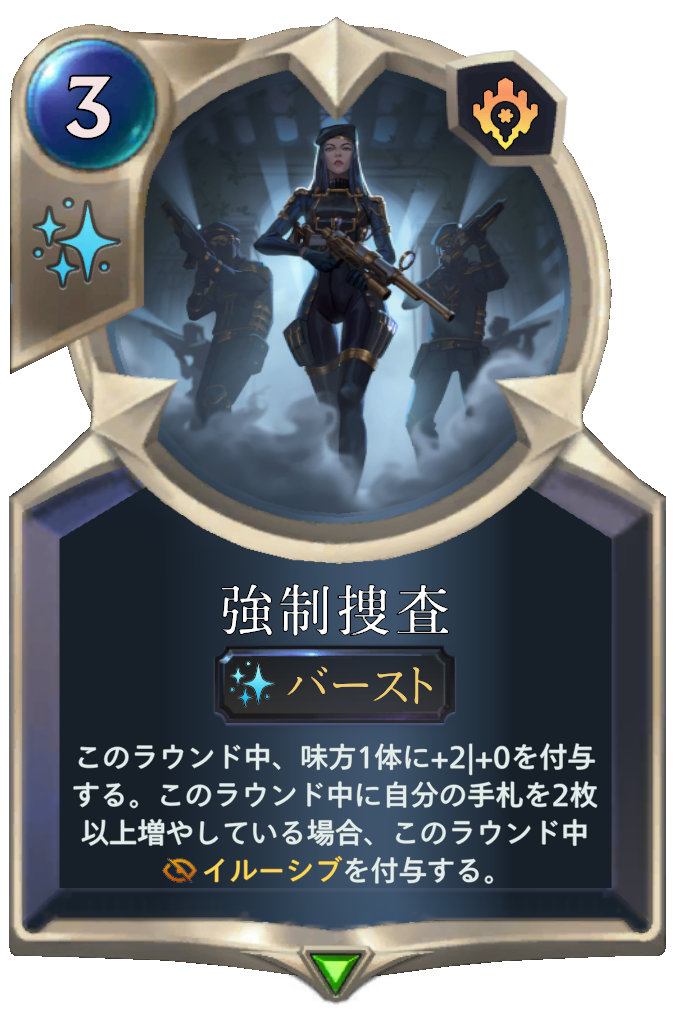 3
強制捜査
バースト
このラウンド中、味方1体に+2|+0を付与
する。このラウンド中に自分の手札を2枚
以上増やしている場合、このラウンド中
イルーシブを付与する。